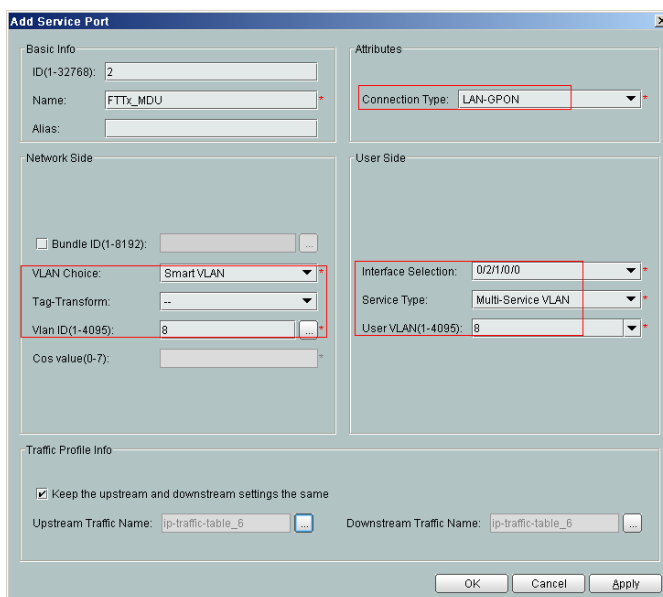 Add Service Port
Basic Info
ID(1-32768): 2
Name: FTTx_MDU *
Alias:
Attributes
Connection Type: LAN-GPON *
Network Side
Bundle ID(1-8192): ...
VLAN Choice: Smart VLAN *
Tag-Transform: --
Vlan ID(1-4095): 8 ... *
Cos value(0-7): *
User Side
Interface Selection: 0/2/1/0/0 *
Service Type: Multi-Service VLAN *
User VLAN(1-4095): 8 *
Traffic Profile Info
Keep the upstream and downstream settings the same
Upstream Traffic Name: ip-traffic-table_6 ... Downstream Traffic Name: ip-traffic-table_6 ...
OK Cancel Apply